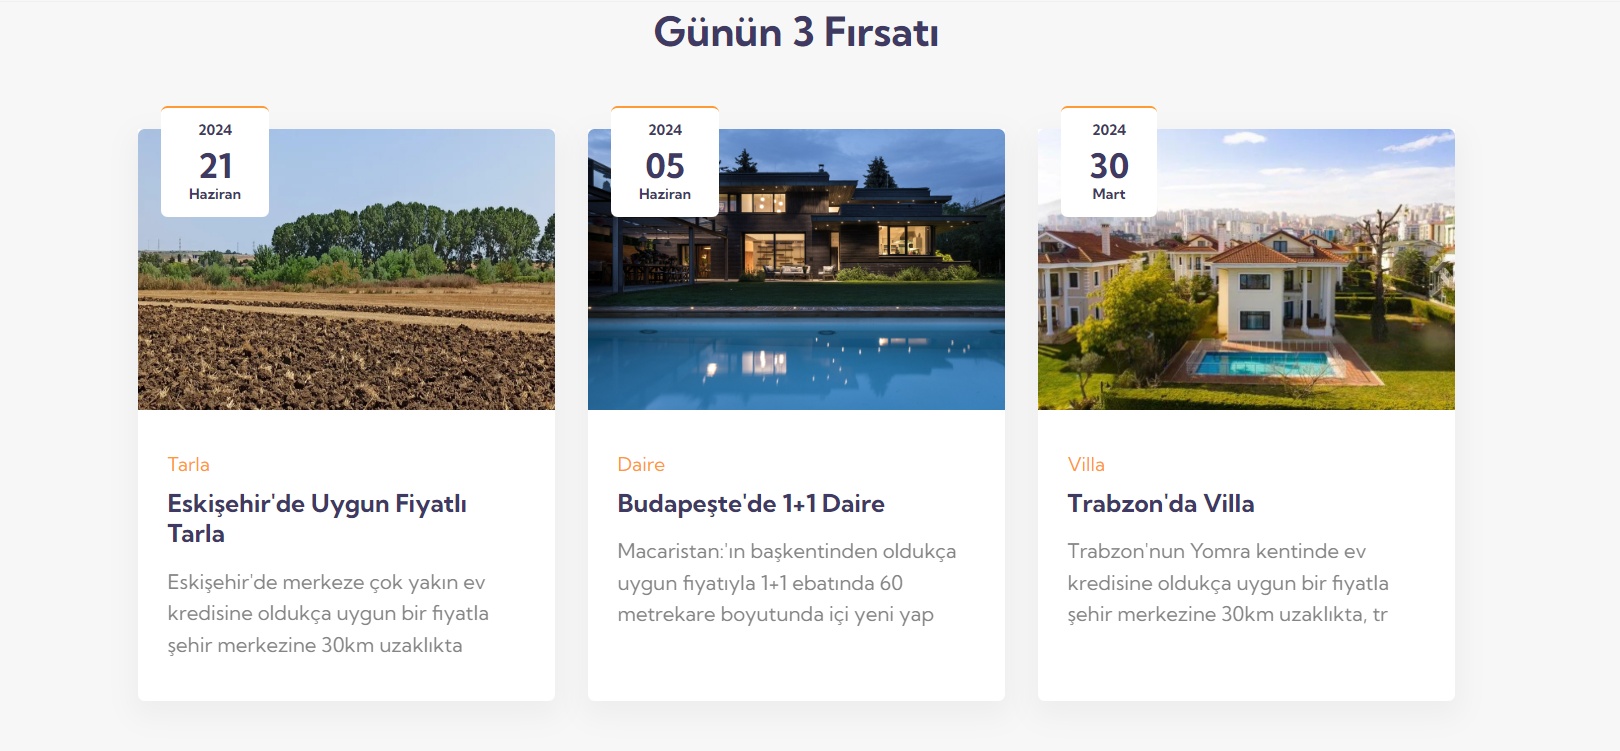 Günün 3 Fırsatı
2024
21
Haziran
Tarla
Eskişehir'de Uygun Fiyatlı
Tarla
Eskişehir'de merkeze çok yakın ev
kredisine oldukça uygun bir fiyatla
şehir merkezine 30km uzaklıkta
2024
05
Haziran
Daire
Budapeşte'de 1+1 Daire
Macaristan:'ın başkentinden oldukça
uygun fiyatıyla 1+1 ebatında 60
metrekare boyutunda içi yeni yap
2024
30
Mart
Villa
Trabzon'da Villa
Trabzon'nun Yomra kentinde ev
kredisine oldukça uygun bir fiyatla
şehir merkezine 30km uzaklıkta, tr